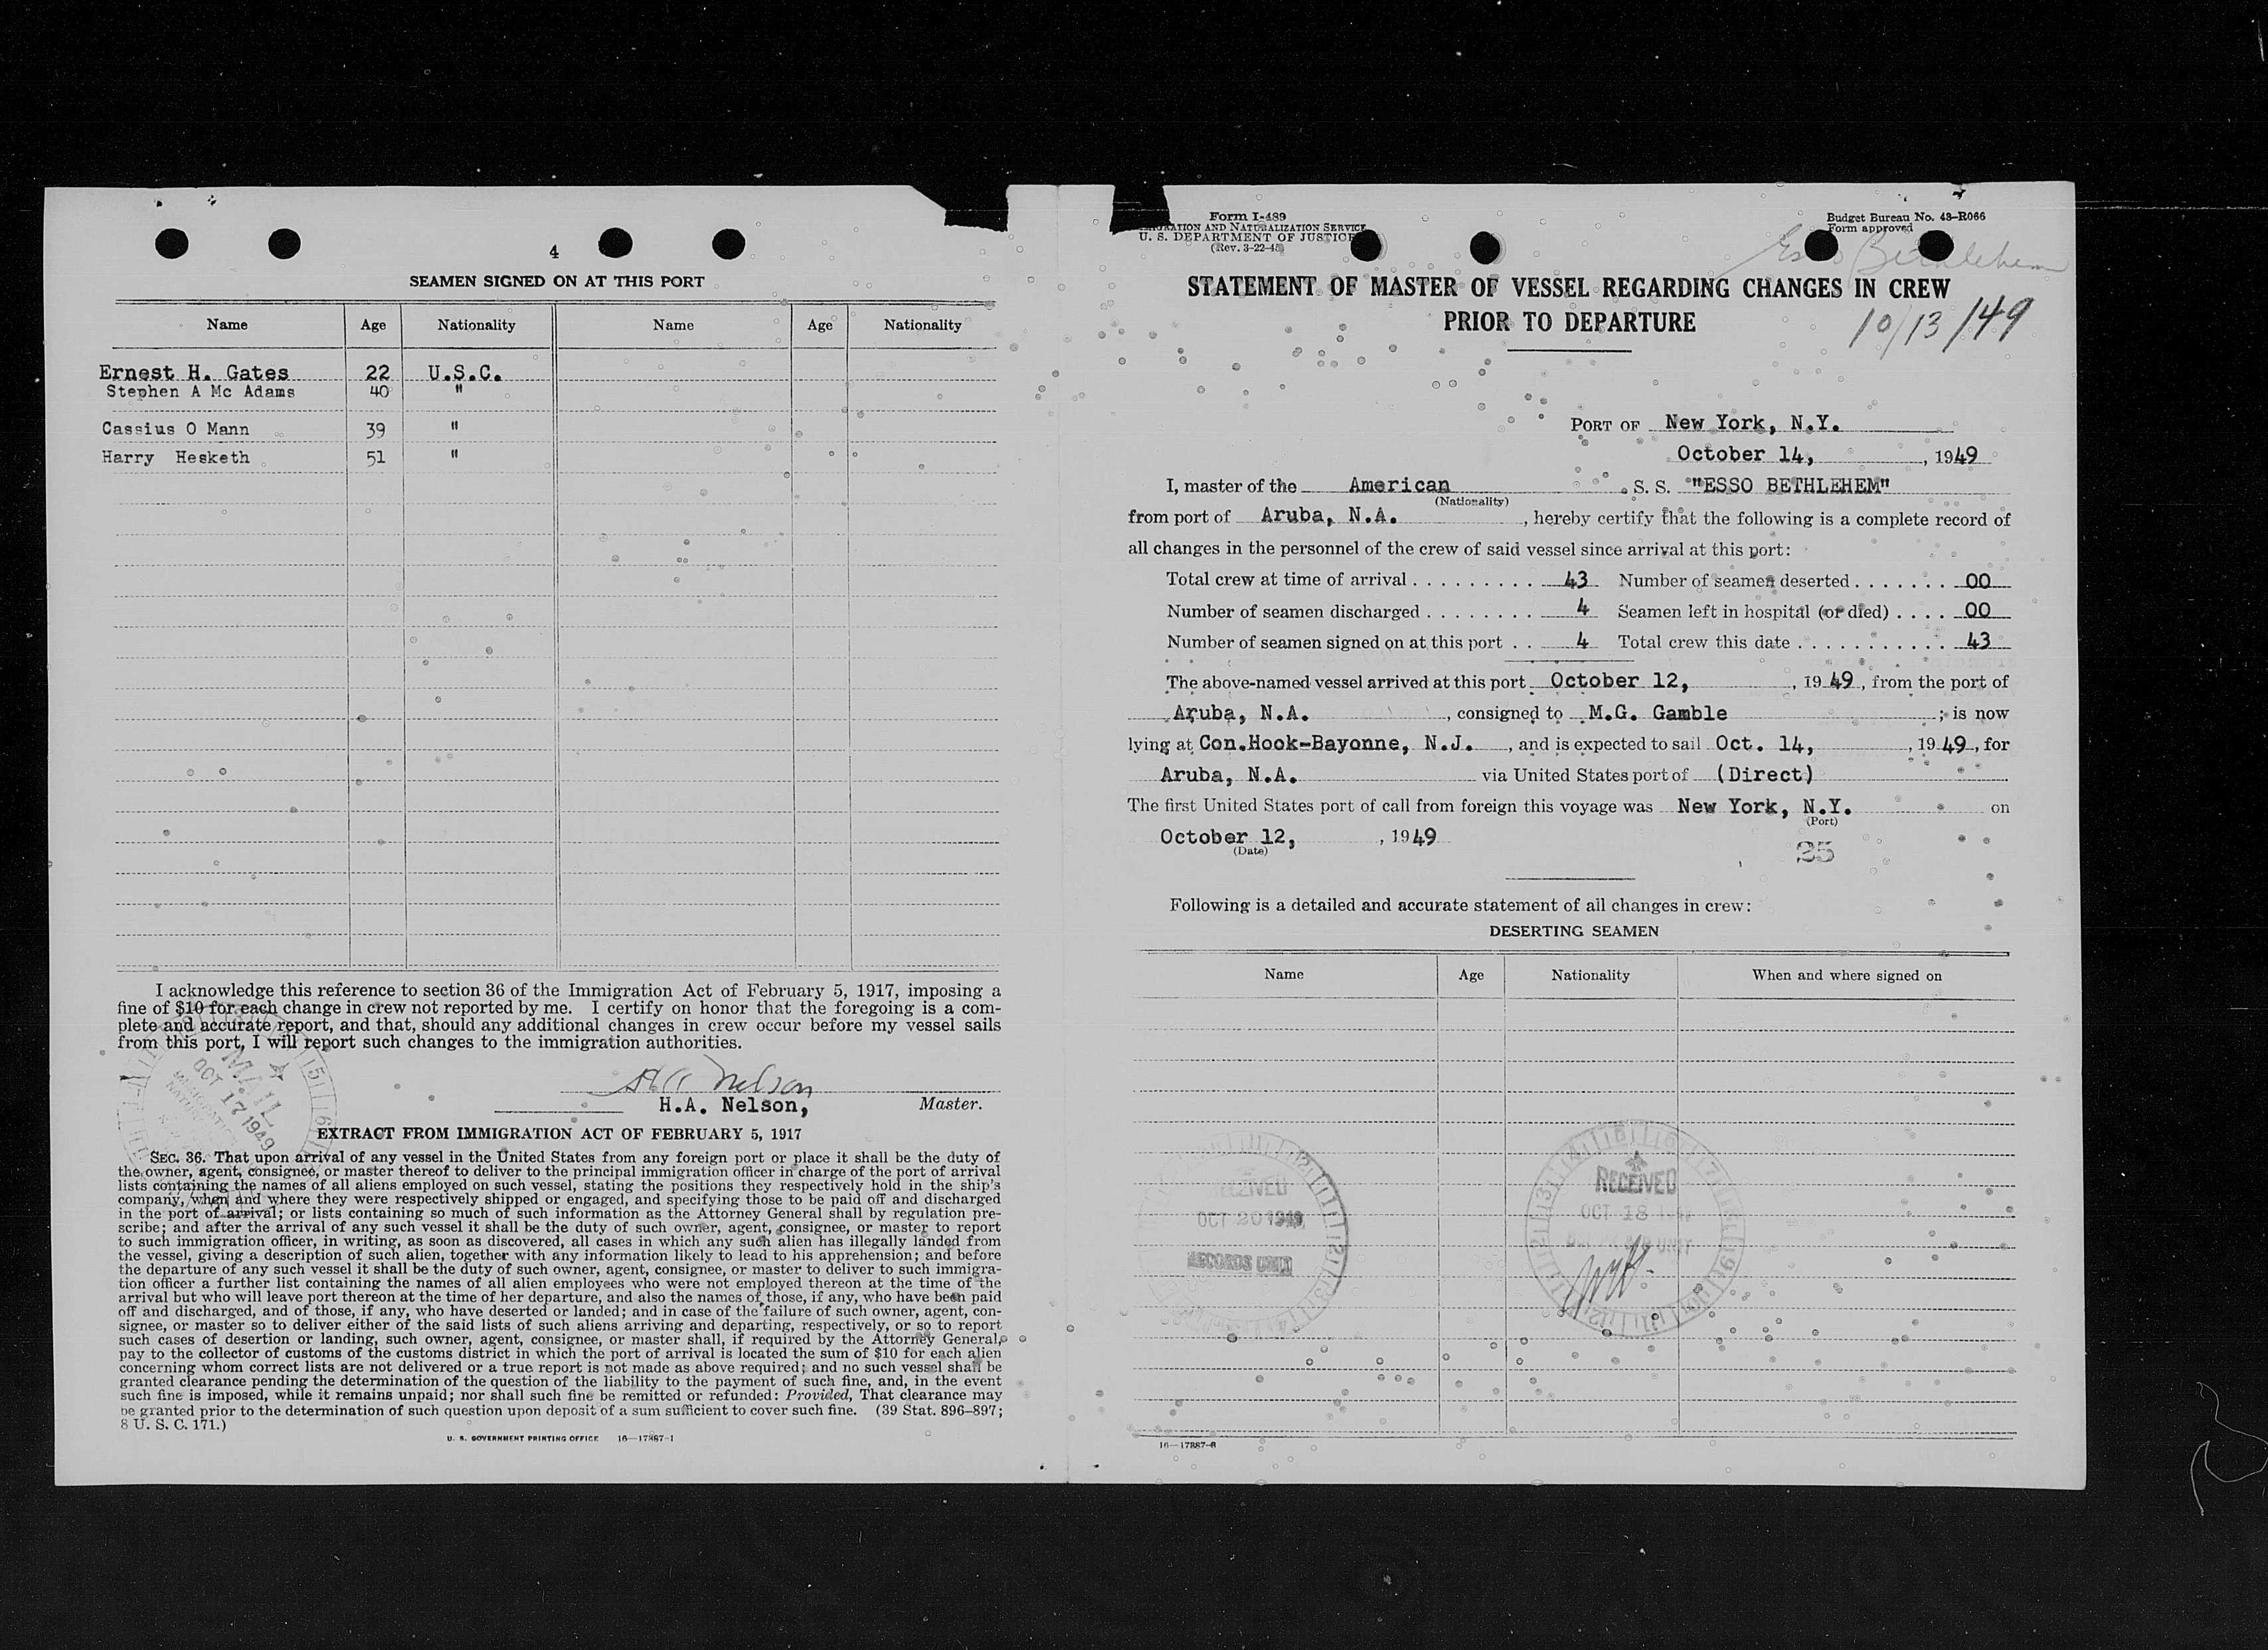 4
SEAMEN SIGNED ON AT THIS PORT
Name Age Nationality Name Age Nationality
Ernest H. Gates 22 U.S.C.
Stephen A Mc Adams 40 "
Cassius O Mann 39 "
Harry Hesketh 51 "
I acknowledge this reference to section 36 of the Immigration Act of February 5, 1917, imposing a
fine of $10 for each change in crew not reported by me. I certify on honor that the foregoing is a com-
plete and accurate report, and that, should any additional changes in crew occur before my vessel sails
from this port, I will report such changes to the immigration authorities.
MAIL
OCT 17 1949
Nelson
H.A. Nelson, Master.
EXTRACT FROM IMMIGRATION ACT OF FEBRUARY 5, 1917
SEC. 36. That upon arrival of any vessel in the United States from any foreign port or place it shall be the duty of
the owner, agent, consignee, or master thereof to deliver to the principal immigration officer in charge of the port of arrival
lists containing the names of all aliens employed on such vessel, stating the positions they respectively hold in the ship's
company, when and where they were respectively shipped or engaged, and specifying those to be paid off and discharged
in the port of arrival; or lists containing so much of such information as the Attorney General shall by regulation pre-
scribe; and after the arrival of any such vessel it shall be the duty of such owner, agent, consignee, or master to report
to such immigration officer, in writing, as soon as discovered, all cases in which any such alien has illegally landed from
the vessel, giving a description of such alien, together with any information likely to lead to his apprehension; and before
the departure of any such vessel it shall be the duty of such owner, agent, consignee, or master to deliver to such immigra-
tion officer a further list containing the names of all alien employees who were not employed thereon at the time of the
arrival but who will leave port thereon at the time of her departure, and also the names of those, if any, who have been paid
off and discharged, and of those, if any, who have deserted or landed; and in case of the failure of such owner, agent, con-
signee, or master so to deliver either of the said lists of such aliens arriving and departing, respectively, or so to report
such cases of desertion or landing, such owner, agent, consignee, or master shall, if required by the Attorney General,
pay to the collector of customs of the customs district in which the port of arrival is located the sum of $10 for each alien
concerning whom correct lists are not delivered or a true report is not made as above required; and no such vessel shall be
granted clearance pending the determination of the question of the liability to the payment of such fine, and, in the event
such fine is imposed, while it remains unpaid; nor shall such fine be remitted or refunded: Provided, That clearance may
be granted prior to the determination of such question upon deposit of a sum sufficient to cover such fine. (39 Stat. 896–897;
8 U. S. C. 171.)
U. S. GOVERNMENT PRINTING OFFICE 16—17887-1
Form I-489
AND NATURALIZATION SERVICE
U. S. DEPARTMENT OF JUSTICE
(Rev. 3-22-45)
Budget Bureau No. 43–R066
Form approved
Esso Bethlehem
STATEMENT OF MASTER OF VESSEL REGARDING CHANGES IN CREW
PRIOR TO DEPARTURE
10/13/49
PORT OF New York, N.Y.
October 14, , 1949
I, master of the American S. S. "ESSO BETHLEHEM"
(Nationality)
from port of Aruba, N.A. , hereby certify that the following is a complete record of
all changes in the personnel of the crew of said vessel since arrival at this port:
Total crew at time of arrival . . . . . . . . . . 43 Number of seamen deserted . . . . . . . 00
Number of seamen discharged . . . . . . . . . 4 Seamen left in hospital (or died) . . . . 00
Number of seamen signed on at this port . . 4 Total crew this date . . . . . . . . . . . 43
The above-named vessel arrived at this port October 12, , 19 49, from the port of
Aruba, N.A. , consigned to M.G. Gamble ; is now
lying at Con.Hook-Bayonne, N.J. , and is expected to sail Oct. 14, , 19 49, for
Aruba, N.A. via United States port of (Direct)
The first United States port of call from foreign this voyage was New York, N.Y. on
(Port)
October 12, , 1949
(Date)
25
Following is a detailed and accurate statement of all changes in crew:
DESERTING SEAMEN
Name Age Nationality When and where signed on
RECEIVED
OCT 20 1949
RECORDS UNIT
RECEIVED
OCT 18
UNIT
16—17887-3